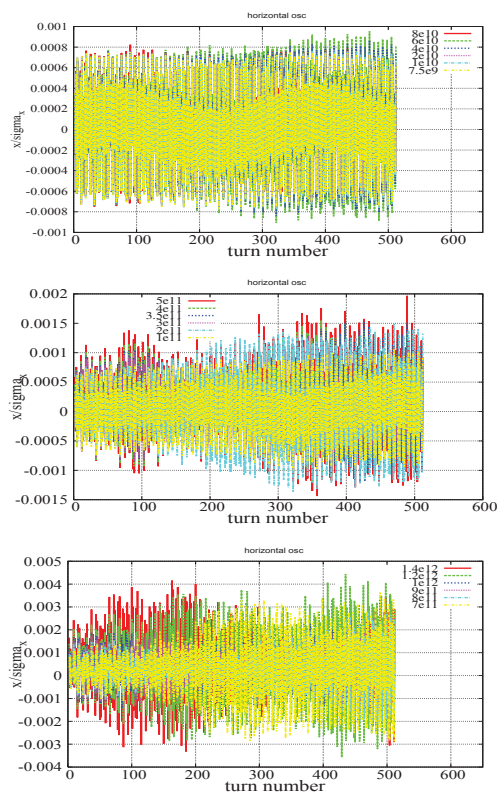 horizontal osc
0.001
0.0008
0.0006
0.0004
0.0002
0
-0.0002
-0.0004
-0.0006
-0.0008
-0.001
x/sigmax
8e10
6e10
4e10
2e10
1e10
7.5e9
0 100 200 300 400 500 600
turn number
horizontal osc
0.002
0.0015
0.001
0.0005
0
-0.0005
-0.001
-0.0015
x/sigmax
5e11
4e11
3.5e11
3e11
2e11
1e11
0 100 200 300 400 500 600
turn number
horizontal osc
0.005
0.004
0.003
0.002
0.001
0
-0.001
-0.002
-0.003
-0.004
x/sigmax
1.4e12
1.2e12
1e12
9e11
8e11
7e11
0 100 200 300 400 500 600
turn number